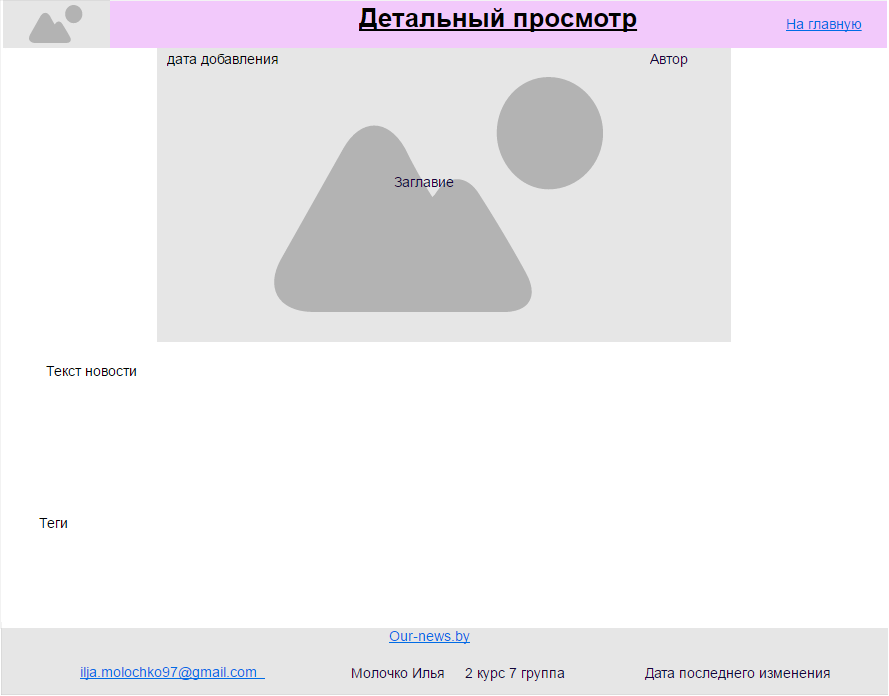 Детальный просмотр
На главную
дата добавления
Автор
Заглавие
Текст новости
Теги
Our-news.by
ilja.molochko97@gmail.com
Молочко Илья 2 курс 7 группа
Дата последнего изменения